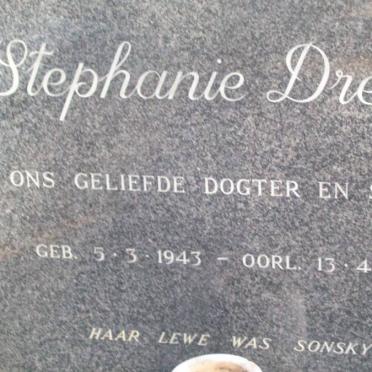 Stephanie Dre
ONS GELIEFDE DOGTER EN S
GEB. 5·3·1943 – OORL. 13·4
HAAR LEWE WAS SONSKY